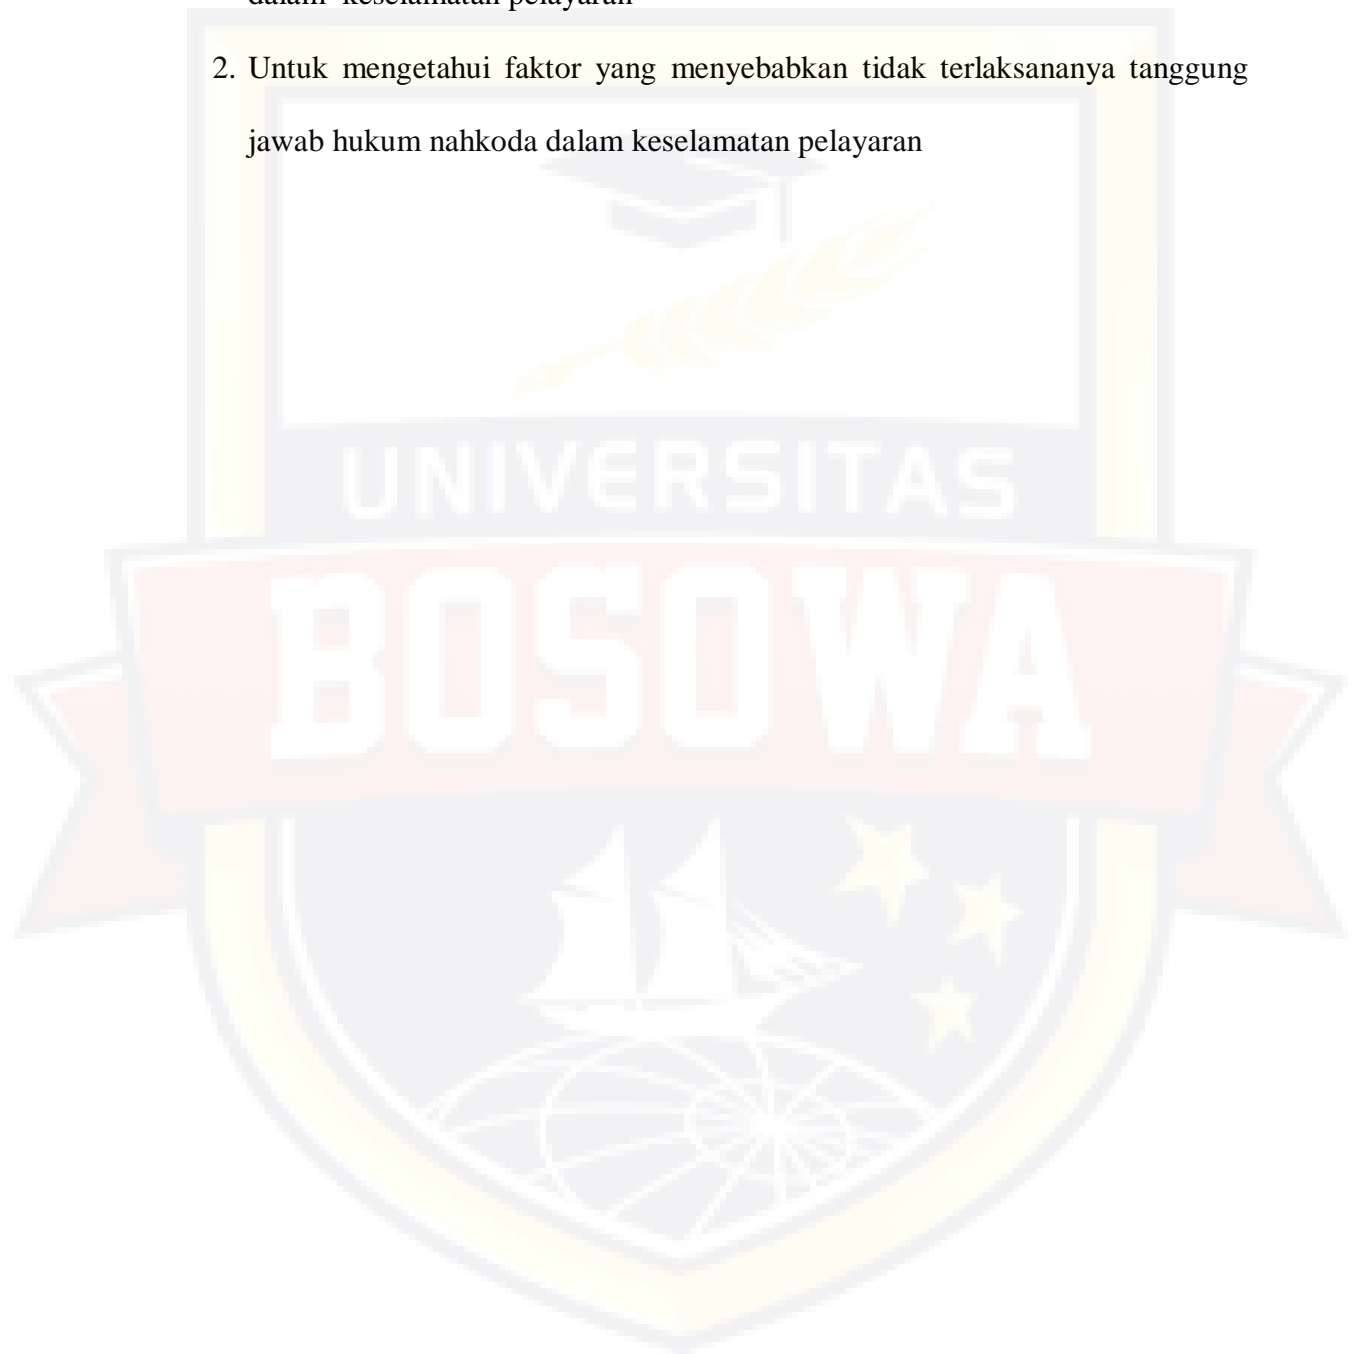 dalam keselamatan pelayaran
2. Untuk mengetahui faktor yang menyebabkan tidak terlaksananya tanggung
jawab hukum nahkoda dalam keselamatan pelayaran
UNIVERSITAS
BOSOWA